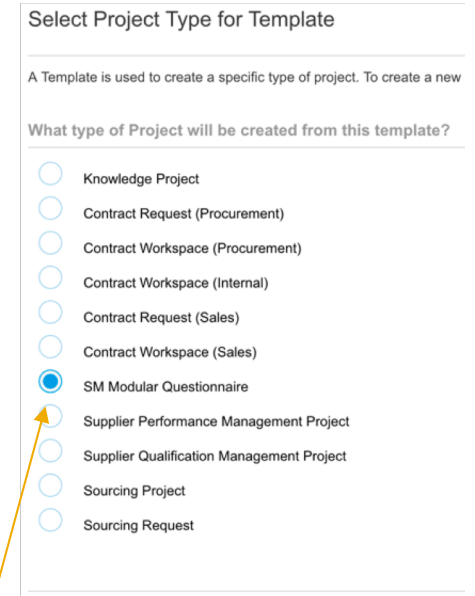 Select Project Type for Template
A Template is used to create a specific type of project. To create a new
What type of Project will be created from this template?
Knowledge Project
Contract Request (Procurement)
Contract Workspace (Procurement)
Contract Workspace (Internal)
Contract Request (Sales)
Contract Workspace (Sales)
SM Modular Questionnaire
Supplier Performance Management Project
Supplier Qualification Management Project
Sourcing Project
Sourcing Request